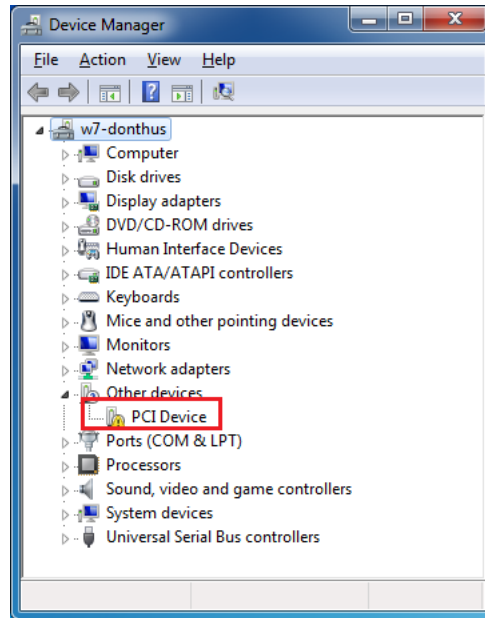 Device Manager
File Action View Help
w7-donthus
Computer
Disk drives
Display adapters
DVD/CD-ROM drives
Human Interface Devices
IDE ATA/ATAPI controllers
Keyboards
Mice and other pointing devices
Monitors
Network adapters
Other devices
PCI Device
Ports (COM & LPT)
Processors
Sound, video and game controllers
System devices
Universal Serial Bus controllers